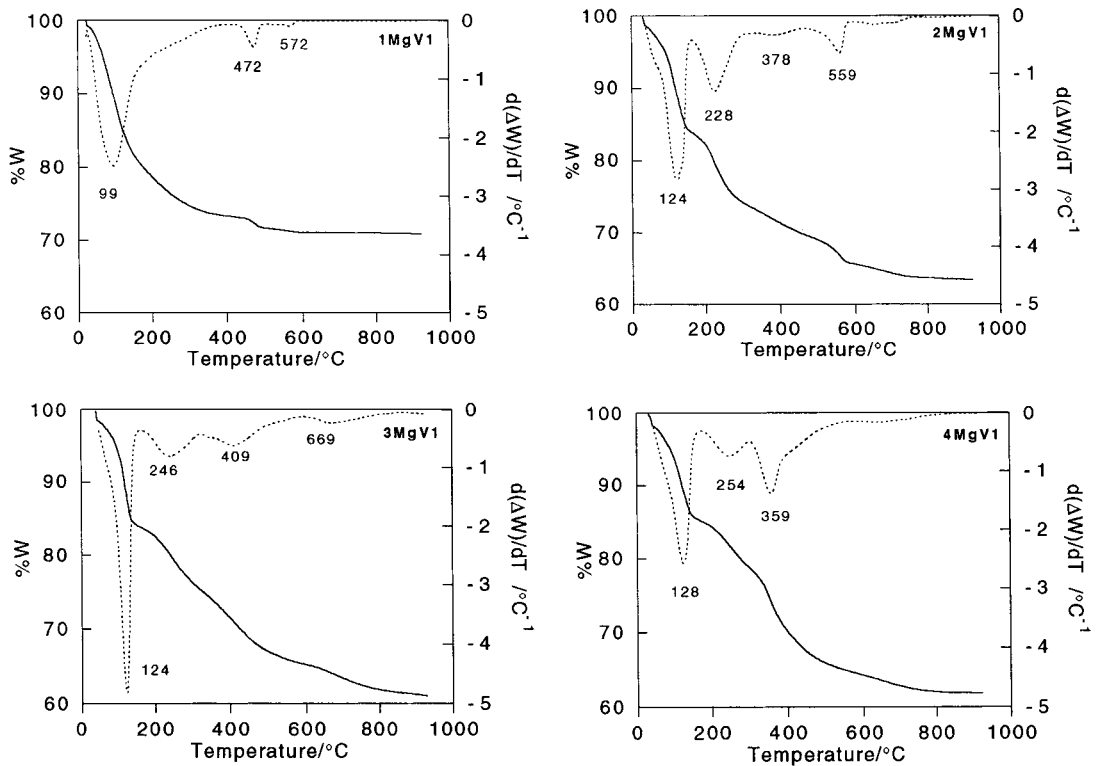 1MgV1
100
90
80
70
60
%W
0
-1
-2
-3
-4
-5
d(ΔW)/dT /°C⁻¹
99
472
572
0 200 400 600 800 1000
Temperature/°C
2MgV1
100
90
80
70
60
%W
0
-1
-2
-3
-4
-5
d(ΔW)/dT /°C⁻¹
124
228
378
559
0 200 400 600 800 1000
Temperature/°C
3MgV1
100
90
80
70
60
%W
0
-1
-2
-3
-4
-5
d(ΔW)/dT /°C⁻¹
124
246
409
669
0 200 400 600 800 1000
Temperature/°C
4MgV1
100
90
80
70
60
%W
0
-1
-2
-3
-4
-5
d(ΔW)/dT /°C⁻¹
128
254
359
0 200 400 600 800 1000
Temperature/°C